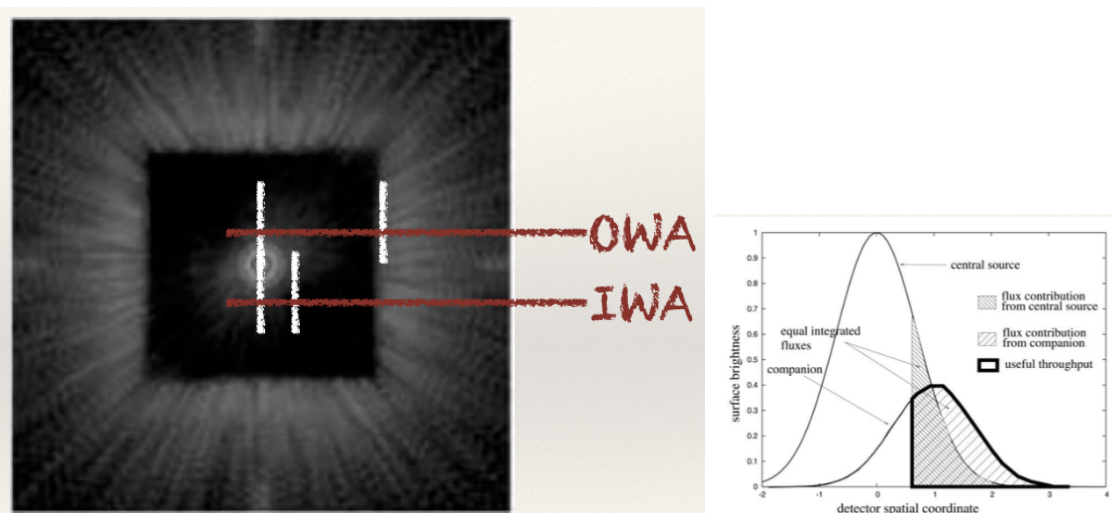 OWA
IWA
central source
flux contribution
from central source
flux contribution
from companion
useful throughput
equal integrated
fluxes
companion
surface brightness
1
0.9
0.8
0.7
0.6
0.5
0.4
0.3
0.2
0.1
0
-2
-1
0
1
2
3
4
detector spatial coordinate